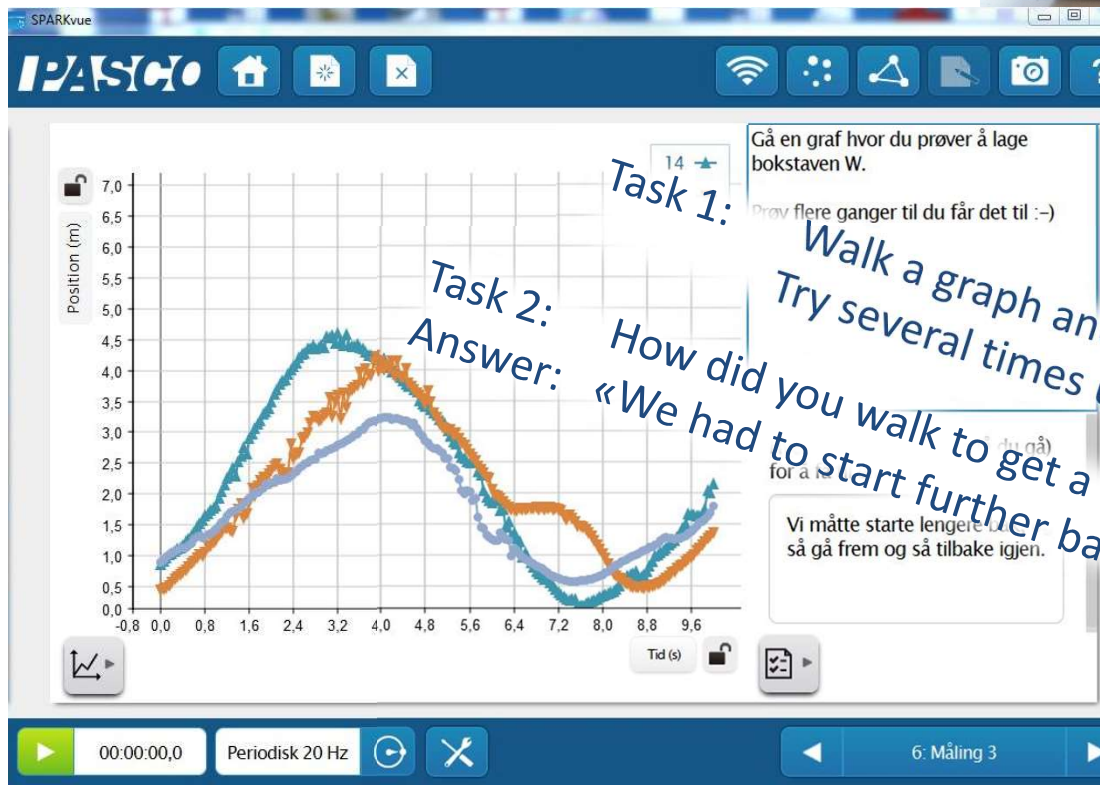 SPARKvue
PASCO
14
Gå en graf hvor du prøver å lage
bokstaven W.
Prøv flere ganger til du får det til :-)
Task 1: Walk a graph an
Try several times
Task 2: How did you walk to get a
Answer: «We had to start further ba
du gå)
for å få
Vi måtte starte lengere
så gå frem og så tilbake igjen.
Position (m)
7,0
6,5
6,0
5,5
5,0
4,5
4,0
3,5
3,0
2,5
2,0
1,5
1,0
0,5
0,0
-0,8 0,0 0,8 1,6 2,4 3,2 4,0 4,8 5,6 6,4 7,2 8,0 8,8 9,6
Tid (s)
00:00:00,0
Periodisk 20 Hz
6: Måling 3